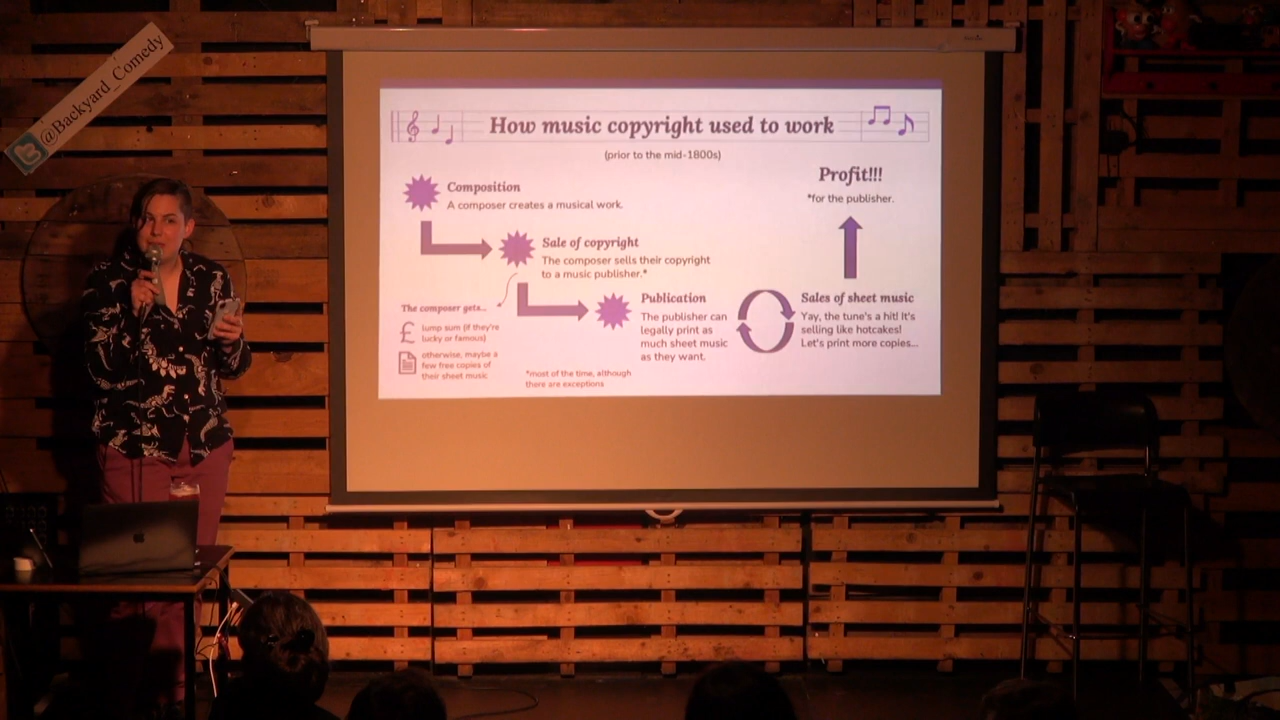 @Backyard_Comedy
How music copyright used to work
(prior to the mid-1800s)
Composition
A composer creates a musical work.
Sale of copyright
The composer sells their copyright
to a music publisher.*
The composer gets...
£
lump sum (if they're
lucky or famous)
otherwise, maybe a
few free copies of
their sheet music
*most of the time, although
there are exceptions
Publication
The publisher can
legally print as
much sheet music
as they want.
Profit!!!
*for the publisher.
Sales of sheet music
Yay, the tune's a hit! It's
selling like hotcakes!
Let's print more copies...